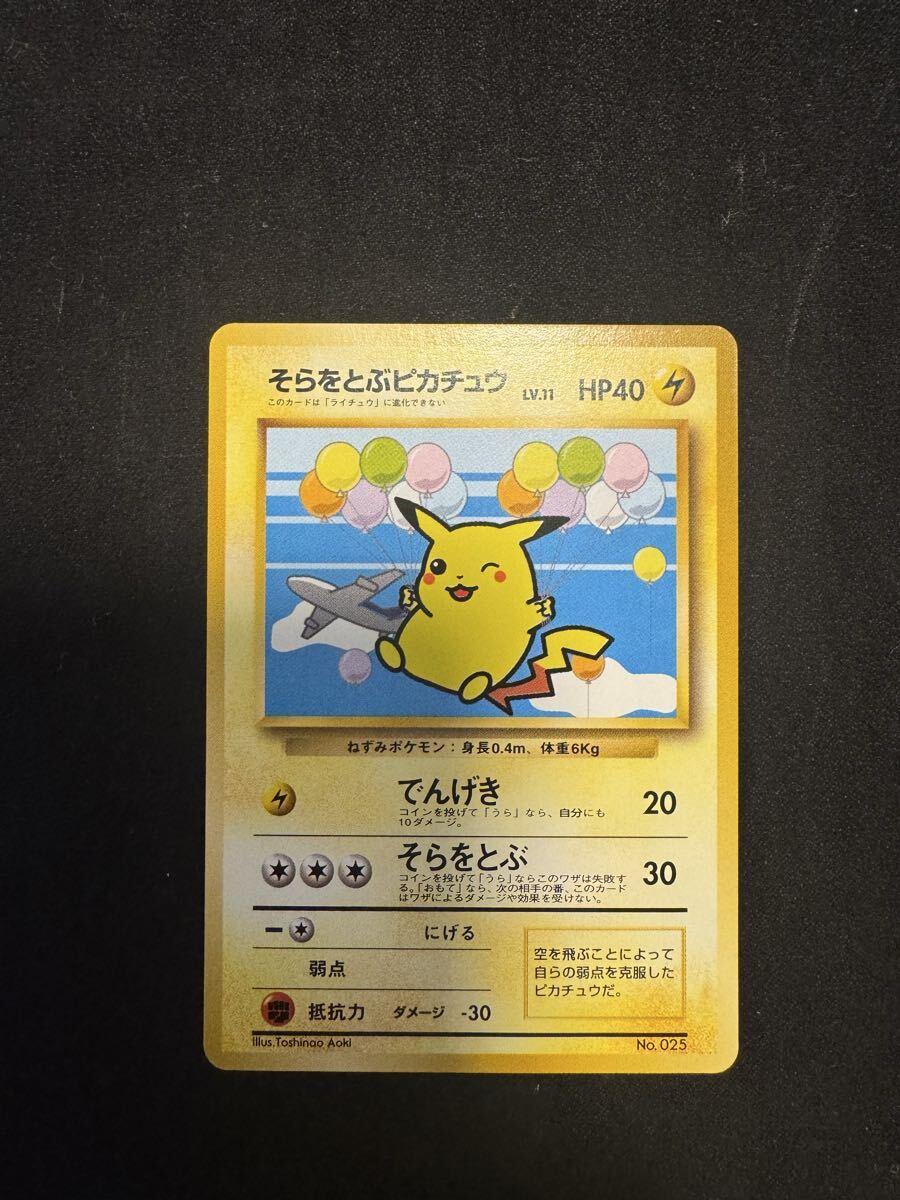 そらをとぶピカチュウ LV.11 HP40
このカードは「ライチュウ」に進化できない
ねずみポケモン：身長0.4m、体重6Kg
でんげき 20
コインを投げて「うら」なら、自分にも
10ダメージ。
そらをとぶ 30
コインを投げて「うら」ならこのワザは失敗す
る。「おもて」なら、次の相手の番、このカード
はワザによるダメージや効果を受けない。
にげる
弱点
抵抗力 ダメージ -30
空を飛ぶことによって
自らの弱点を克服した
ピカチュウだ。
Illus.Toshinao Aoki No.025